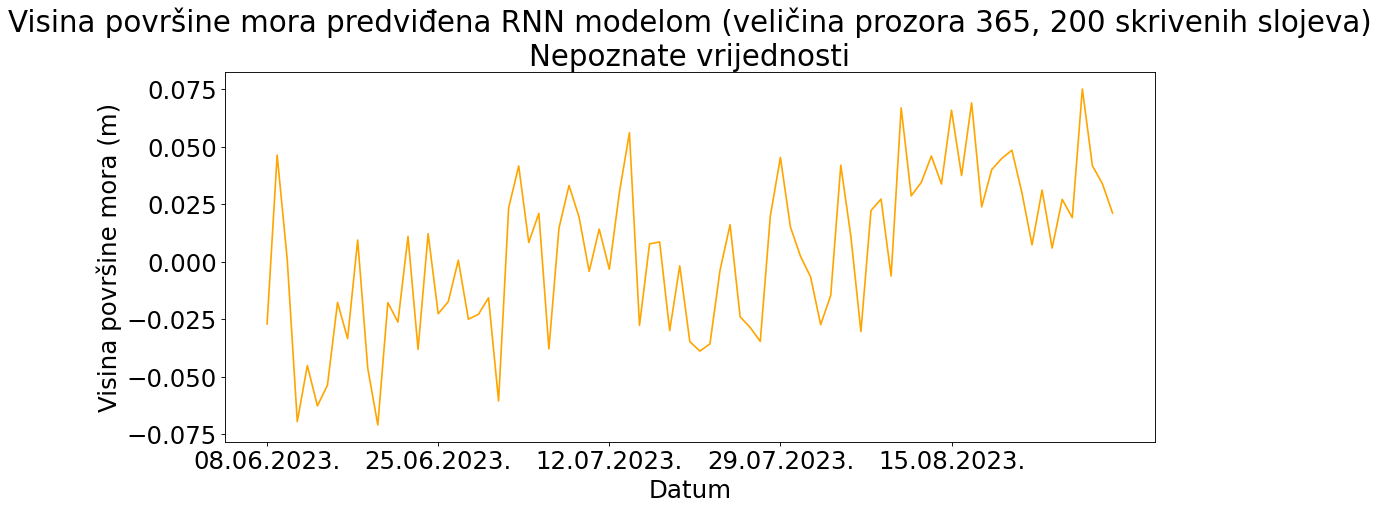 Visina površine mora predviđena RNN modelom (veličina prozora 365, 200 skrivenih slojeva)
Nepoznate vrijednosti
Visina površine mora (m)
0.075
0.050
0.025
0.000
−0.025
−0.050
−0.075
08.06.2023. 25.06.2023. 12.07.2023. 29.07.2023. 15.08.2023.
Datum